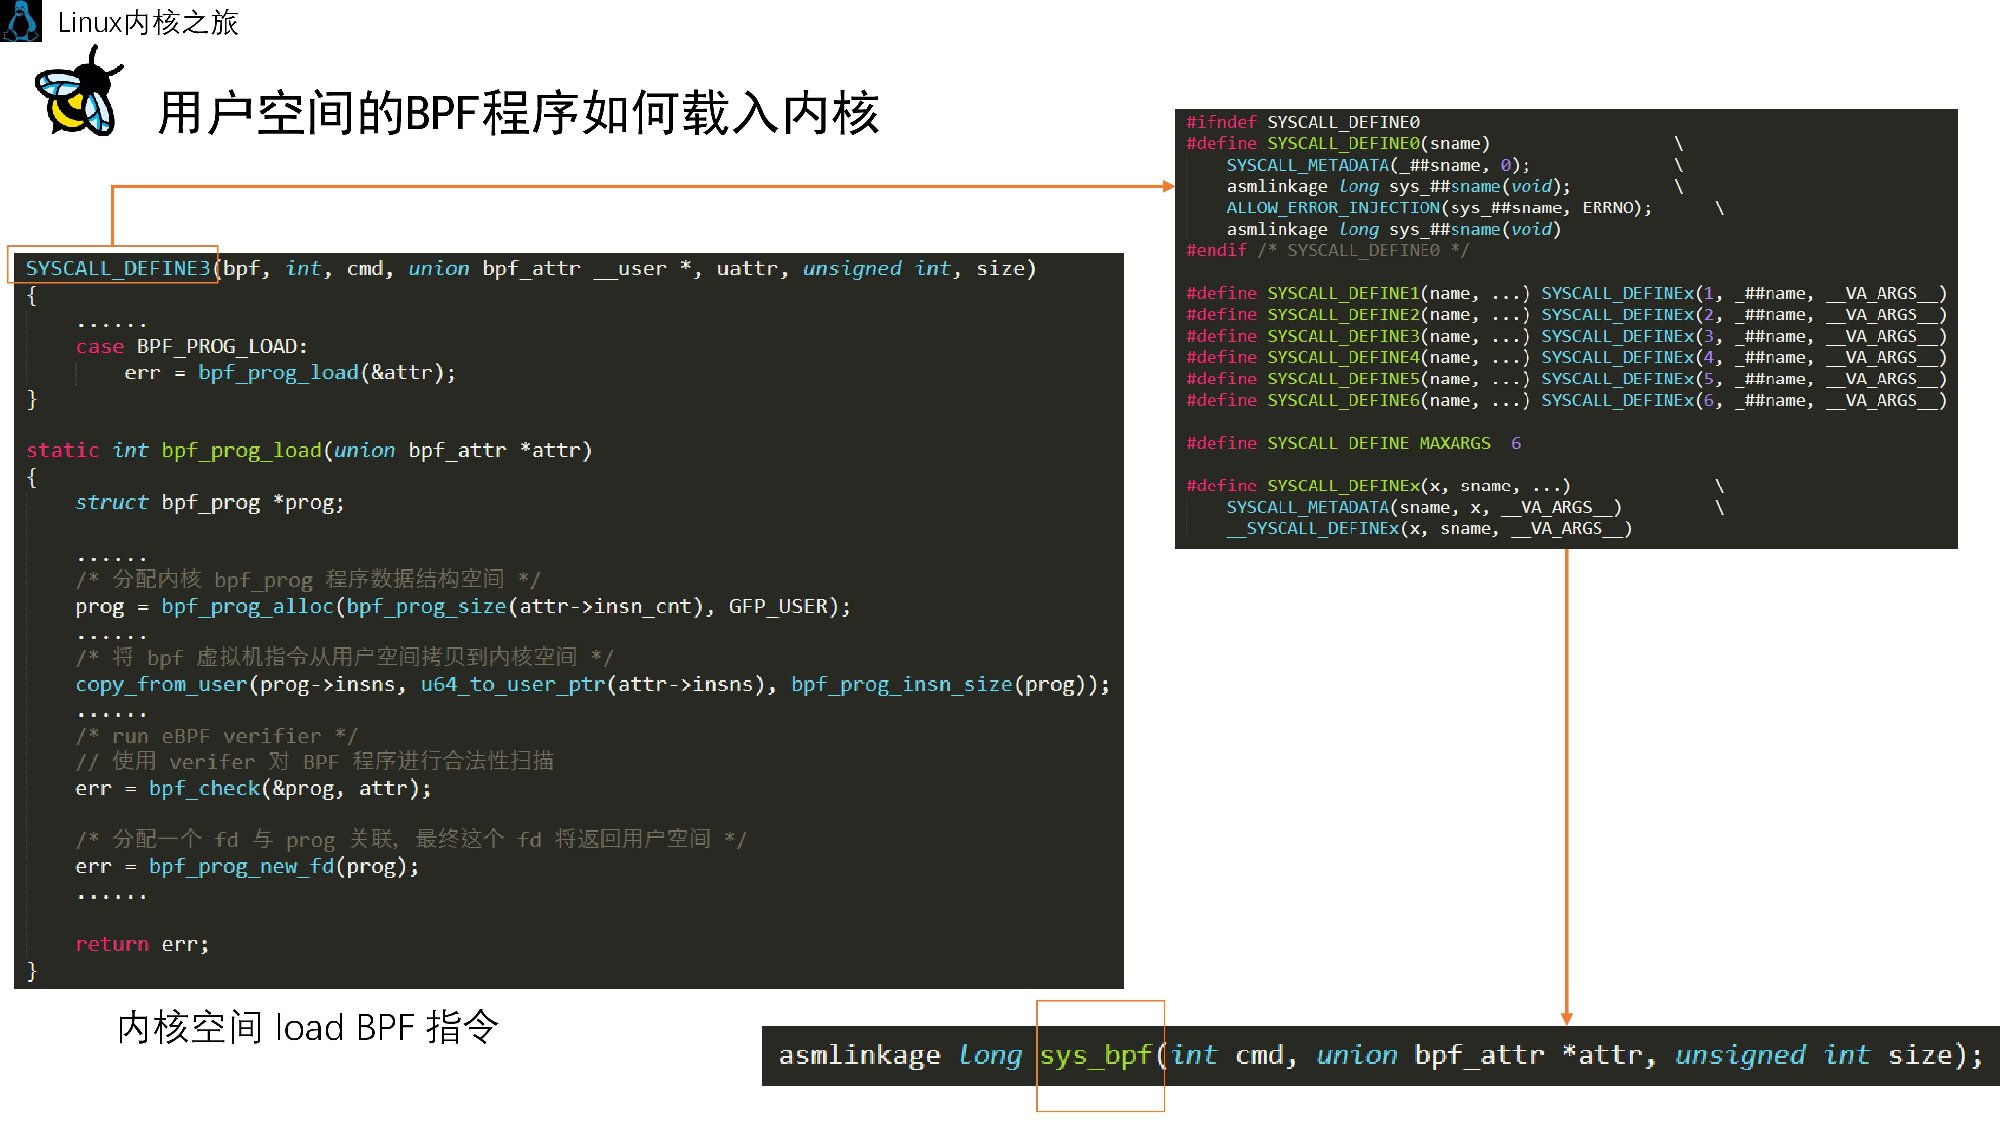 Linux内核之旅
用户空间的BPF程序如何载入内核
SYSCALL_DEFINE3(bpf, int, cmd, union bpf_attr __user *, uattr, unsigned int, size)
{
    ......
    case BPF_PROG_LOAD:
        err = bpf_prog_load(&attr);
}
static int bpf_prog_load(union bpf_attr *attr)
{
    struct bpf_prog *prog;
    ......
    /* 分配内核 bpf_prog 程序数据结构空间 */
    prog = bpf_prog_alloc(bpf_prog_size(attr->insn_cnt), GFP_USER);
    ......
    /* 将 bpf 虚拟机指令从用户空间拷贝到内核空间 */
    copy_from_user(prog->insns, u64_to_user_ptr(attr->insns), bpf_prog_insn_size(prog));
    ......
    /* run eBPF verifier */
    // 使用 verifer 对 BPF 程序进行合法性扫描
    err = bpf_check(&prog, attr);
    /* 分配一个 fd 与 prog 关联，最终这个 fd 将返回用户空间 */
    err = bpf_prog_new_fd(prog);
    ......
    return err;
}
内核空间 load BPF 指令
#ifndef SYSCALL_DEFINE0
#define SYSCALL_DEFINE0(sname) \
    SYSCALL_METADATA(_##sname, 0); \
    asmlinkage long sys_##sname(void); \
    ALLOW_ERROR_INJECTION(sys_##sname, ERRNO); \
    asmlinkage long sys_##sname(void)
#endif /* SYSCALL_DEFINE0 */
#define SYSCALL_DEFINE1(name, ...) SYSCALL_DEFINEx(1, _##name, __VA_ARGS__)
#define SYSCALL_DEFINE2(name, ...) SYSCALL_DEFINEx(2, _##name, __VA_ARGS__)
#define SYSCALL_DEFINE3(name, ...) SYSCALL_DEFINEx(3, _##name, __VA_ARGS__)
#define SYSCALL_DEFINE4(name, ...) SYSCALL_DEFINEx(4, _##name, __VA_ARGS__)
#define SYSCALL_DEFINE5(name, ...) SYSCALL_DEFINEx(5, _##name, __VA_ARGS__)
#define SYSCALL_DEFINE6(name, ...) SYSCALL_DEFINEx(6, _##name, __VA_ARGS__)
#define SYSCALL_DEFINE_MAXARGS 6
#define SYSCALL_DEFINEx(x, sname, ...) \
    SYSCALL_METADATA(sname, x, __VA_ARGS__) \
    __SYSCALL_DEFINEx(x, sname, __VA_ARGS__)
asmlinkage long sys_bpf(int cmd, union bpf_attr *attr, unsigned int size);